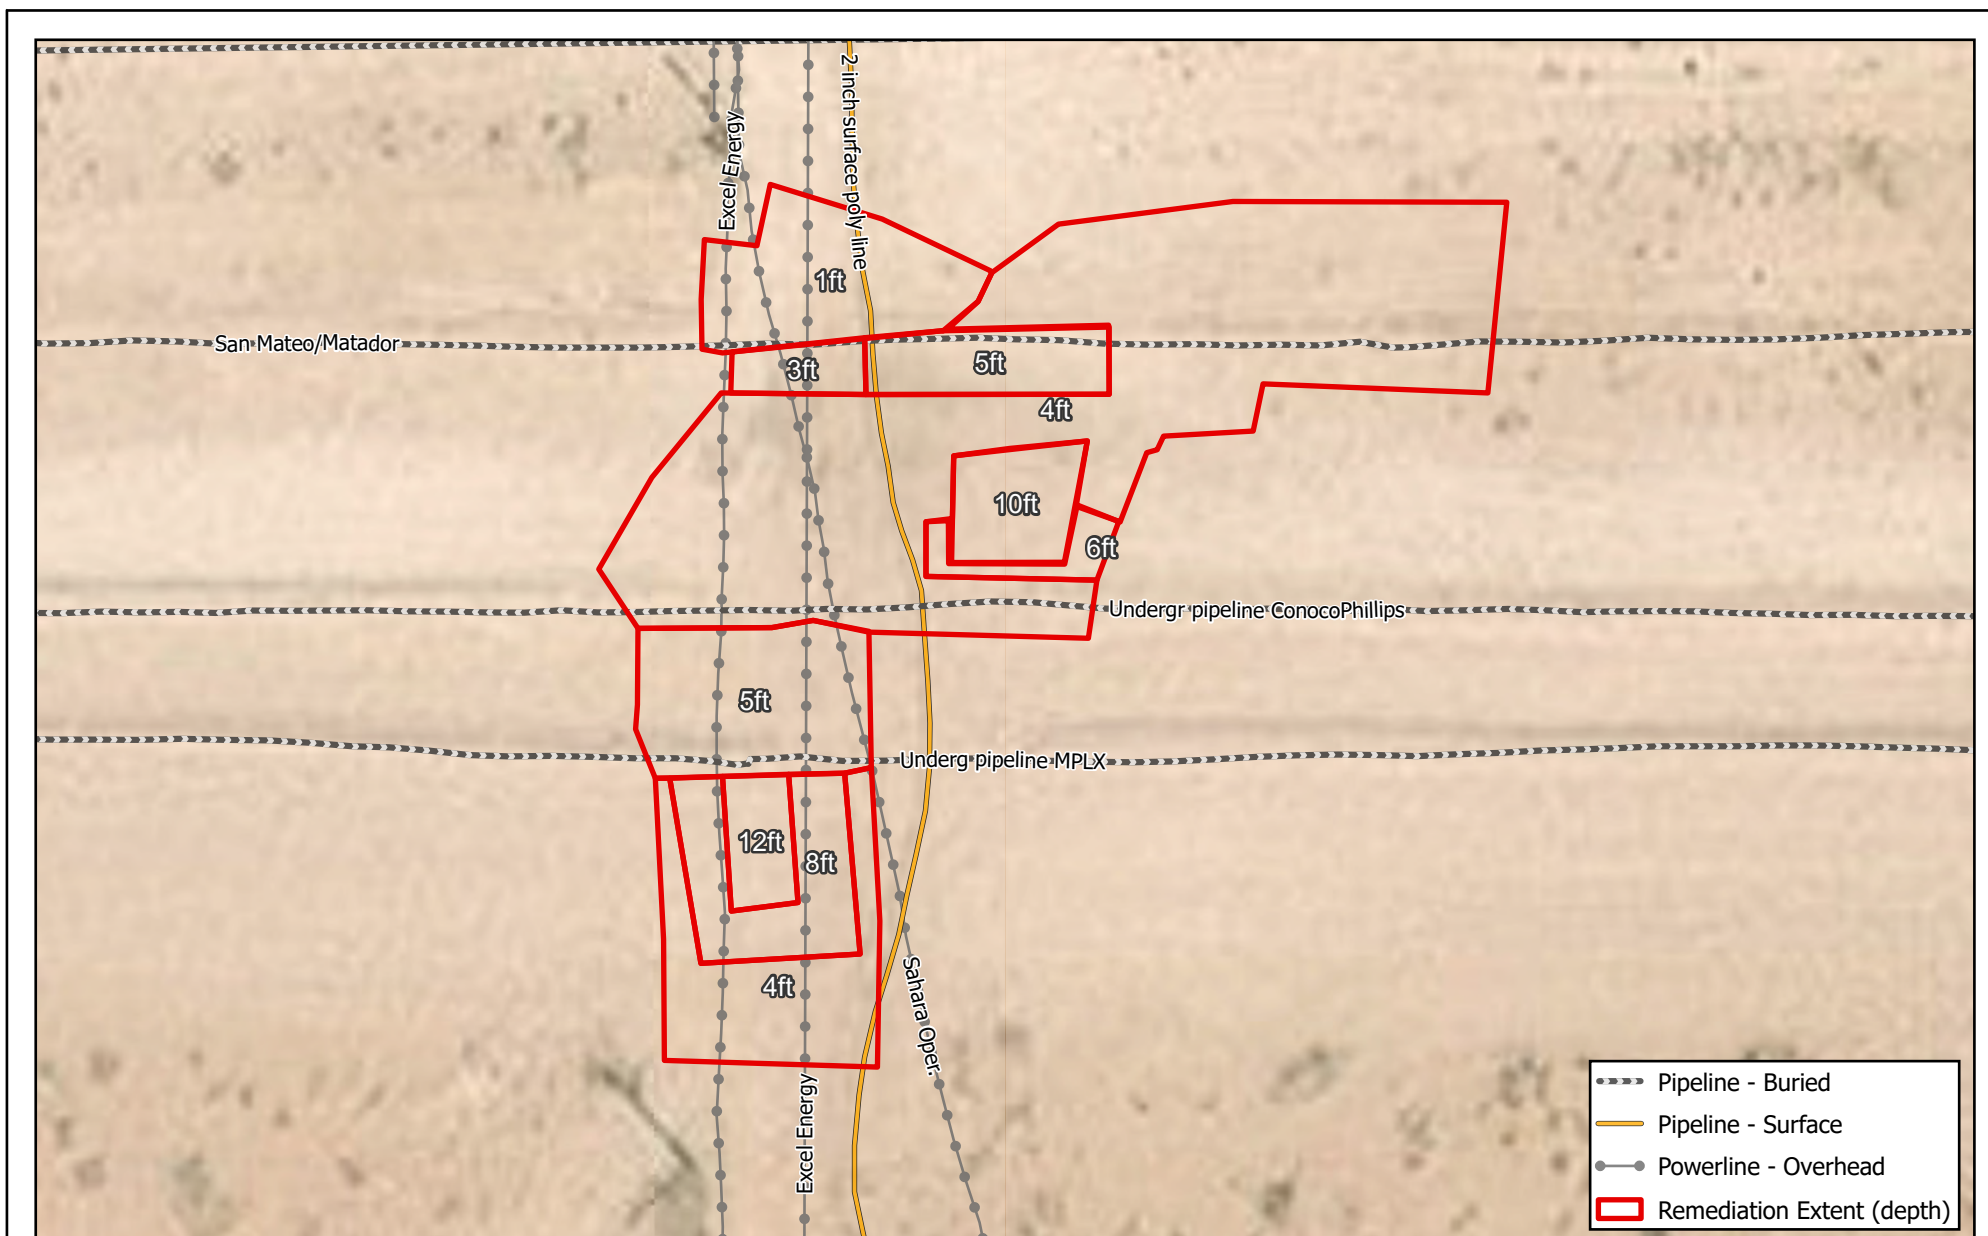 2 inch surface poly line
Excel Energy
1ft
San Mateo/Matador
3ft
5ft
4ft
10ft
6ft
Undergr pipeline ConocoPhillips
5ft
Underg pipeline MPLX
12ft
8ft
4ft
Sahara Oper.
Excel Energy
Pipeline - Buried
Pipeline - Surface
Powerline - Overhead
Remediation Extent (depth)